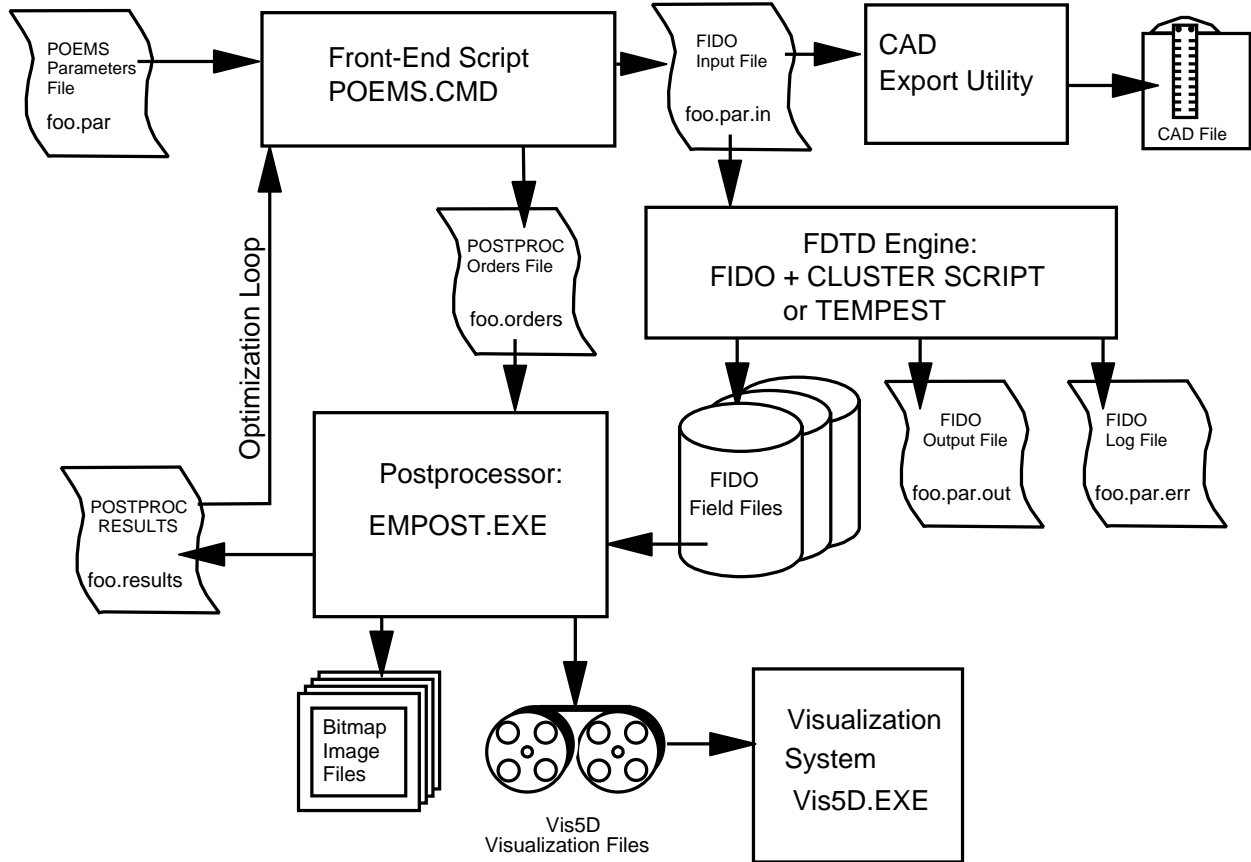 POEMS
Parameters
File
foo.par
Front-End Script
POEMS.CMD
FIDO
Input File
foo.par.in
CAD
Export Utility
CAD File
Optimization Loop
POSTPROC
Orders File
foo.orders
FDTD Engine:
FIDO + CLUSTER SCRIPT
or TEMPEST
POSTPROC
RESULTS
foo.results
Postprocessor:
EMPOST.EXE
FIDO
Field Files
FIDO
Output File
foo.par.out
FIDO
Log File
foo.par.err
Bitmap
Image
Files
Vis5D
Visualization Files
Visualization
System
Vis5D.EXE